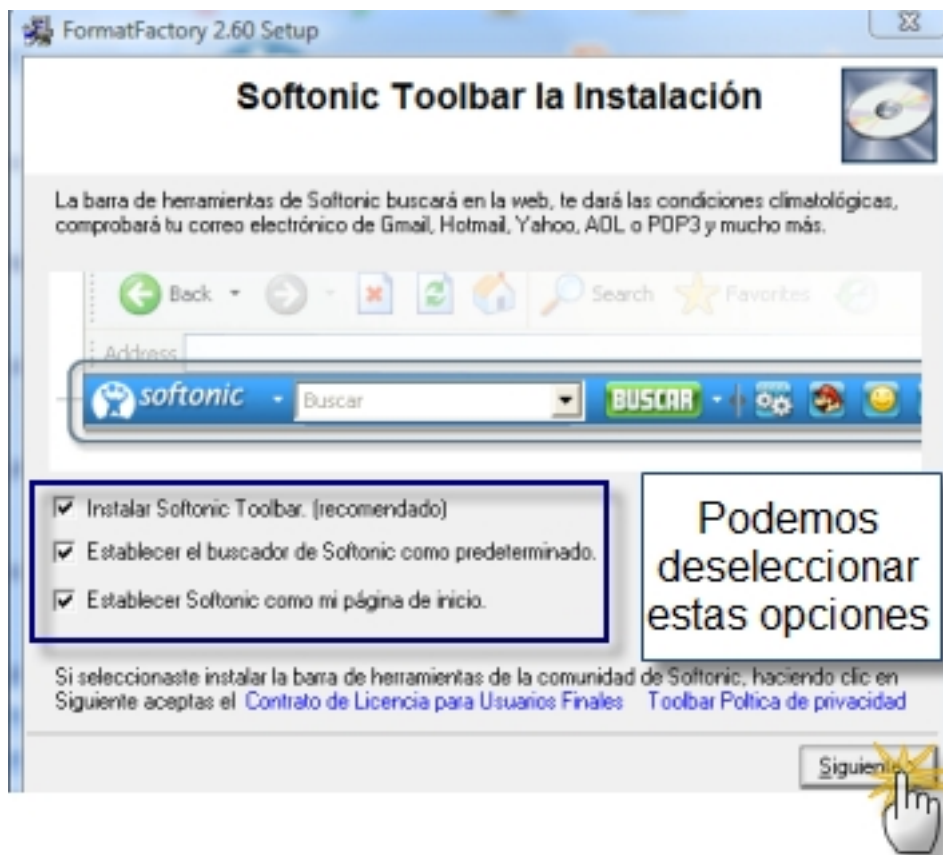 FormatFactory 2.60 Setup
Softonic Toolbar la Instalación
La barra de herramientas de Softonic buscará en la web, te dará las condiciones climatológicas,
comprobará tu correo electrónico de Gmail, Hotmail, Yahoo, AOL o POP3 y mucho más.
Back
Search
Favorites
Address
softonic
Buscar
BUSCAR
Instalar Softonic Toolbar. (recomendado)
Establecer el buscador de Softonic como predeterminado.
Establecer Softonic como mi página de inicio.
Podemos
deseleccionar
estas opciones
Si seleccionaste instalar la barra de herramientas de la comunidad de Softonic, haciendo clic en
Siguiente aceptas el Contrato de Licencia para Usuarios Finales Toolbar Poltica de privacidad
Siguiente >